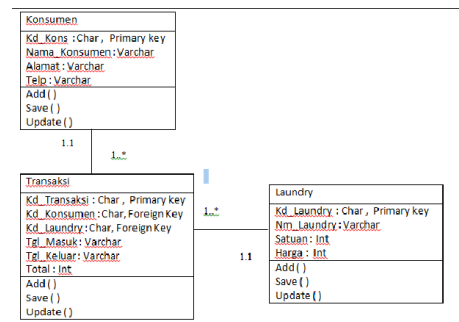 Konsumen
Kd_Kons :Char , Primary key
Nama_Konsumen:Varchar
Alamat : Varchar
Telp : Varchar
Add ( )
Save ( )
Update ( )
1.1
1..*
Transaksi
Kd_Transaksi : Char , Primary key
Kd_Konsumen:Char, Foreign Key
Kd_Laundry:Char, Foreign Key
Tgl_Masuk: Varchar
Tgl_Keluar: Varchar
Total : Int
Add ( )
Save ( )
Update ( )
1..*
1.1
Laundry
Kd_Laundry : Char , Primary key
Nm_Laundry: Varchar
Satuan : Int
Harga : Int
Add ( )
Save ( )
Update ( )